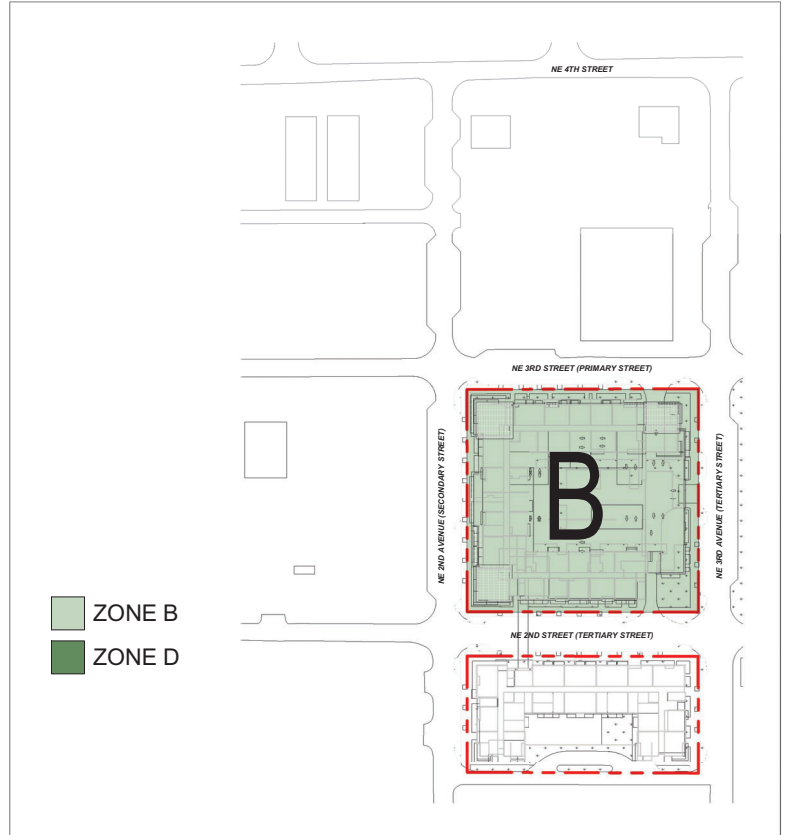 NE 4TH STREET
NE 3RD STREET (PRIMARY STREET)
NE 2ND AVENUE (SECONDARY STREET)
B
NE 3RD AVENUE (TERTIARY STREET)
ZONE B
ZONE D
NE 2ND STREET (TERTIARY STREET)